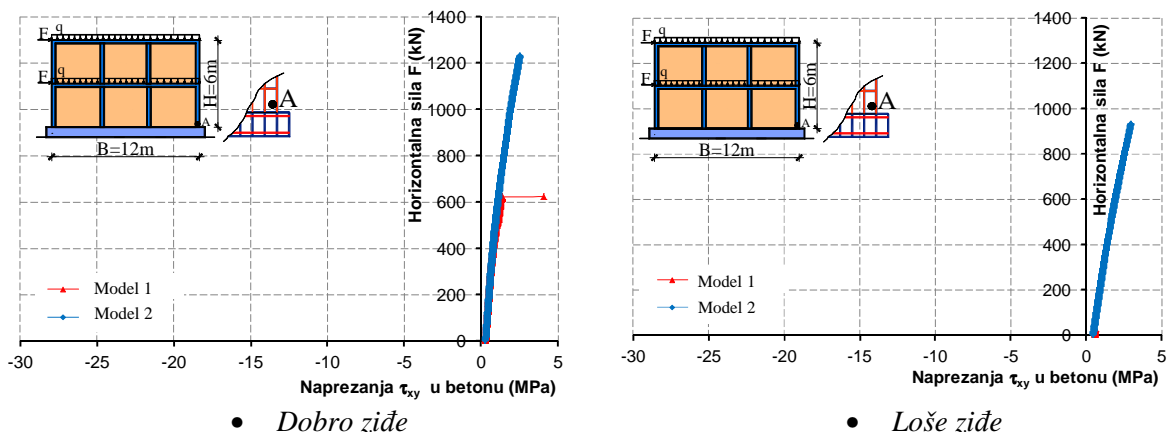 1400
1200
1000
800
600
400
200
0
Horizontalna sila F (kN)
F
q
F
q
H=6m
A
B=12m
A
Model 1
Model 2
-30 -25 -20 -15 -10 -5 0 5
Naprezanja τxy u betonu (MPa)
• Dobro ziđe
1400
1200
1000
800
600
400
200
0
Horizontalna sila F (kN)
F
q
F
q
H=6m
A
B=12m
A
Model 1
Model 2
-30 -25 -20 -15 -10 -5 0 5
Naprezanja τxy u betonu (MPa)
• Loše ziđe